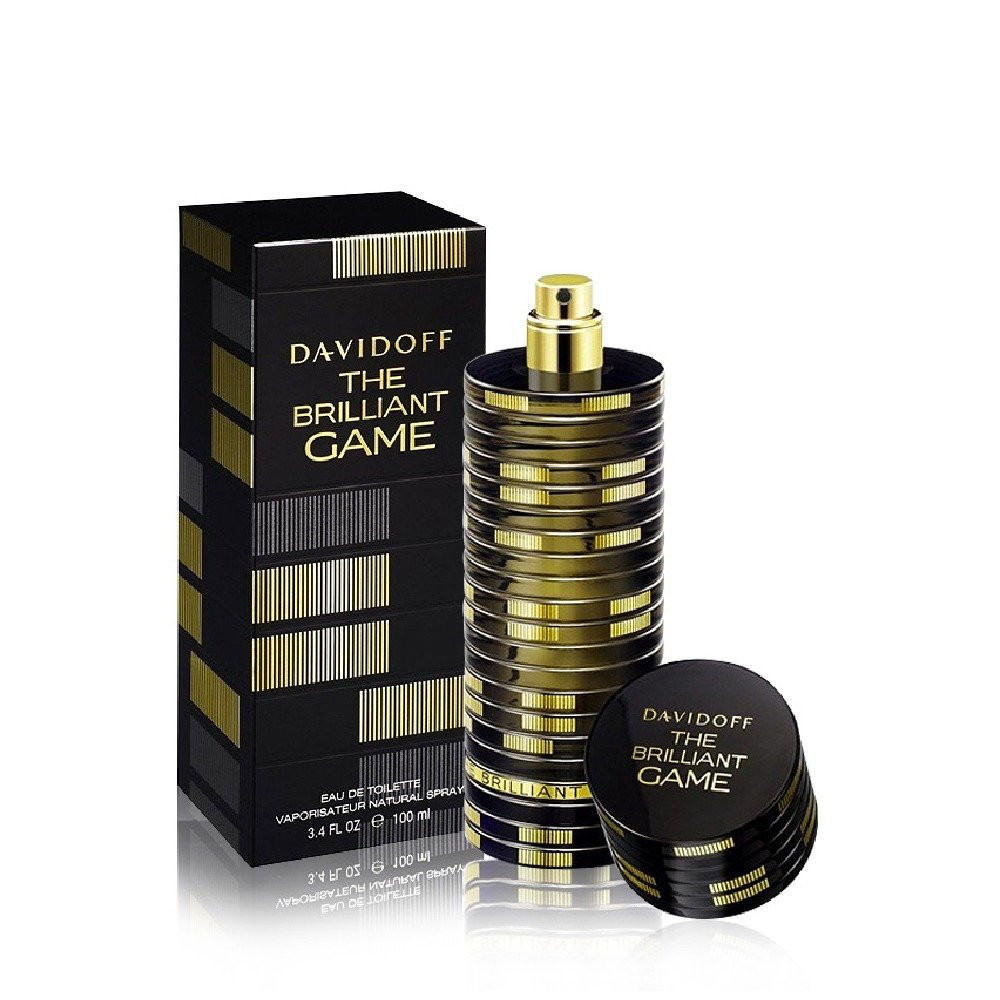 DAVIDOFF
THE
BRILLIANT
GAME
EAU DE TOILETTE
VAPORISATEUR NATURAL SPRAY
3.4 FL OZ ℮ 100 ml
BRILLIANT
DAVIDOFF
THE
BRILLIANT
GAME